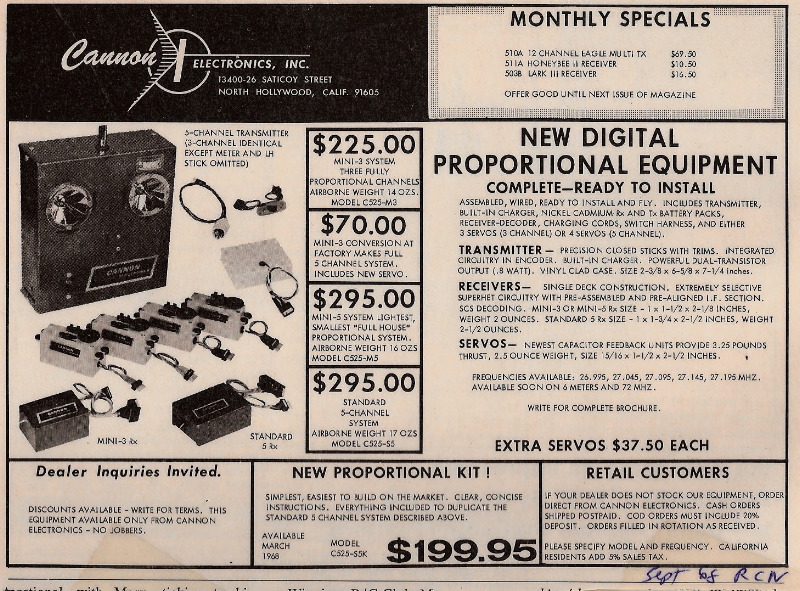 Cannon
ELECTRONICS, INC.
13400-26 SATICOY STREET
NORTH HOLLYWOOD, CALIF. 91605
MONTHLY SPECIALS
510A 12 CHANNEL EAGLE MULTI TX $69.50
511A HONEYBEE II RECEIVER $10.50
503B LARK III RECEIVER $16.50
OFFER GOOD UNTIL NEXT ISSUE OF MAGAZINE
5-CHANNEL TRANSMITTER
(3-CHANNEL IDENTICAL
EXCEPT METER AND LH
STICK OMITTED)
CANNON
MINI-3 Rx
STANDARD
5 Rx
$225.00
MINI-3 SYSTEM
THREE FULLY
PROPORTIONAL CHANNELS
AIRBORNE WEIGHT 14 OZS.
MODEL C525-M3
$70.00
MINI-3 CONVERSION AT
FACTORY MAKES FULL
5 CHANNEL SYSTEM.
INCLUDES NEW SERVO.
$295.00
MINI-5 SYSTEM LIGHTEST,
SMALLEST "FULL HOUSE"
PROPORTIONAL SYSTEM.
AIRBORNE WEIGHT 16 OZS
MODEL C525-M5
$295.00
STANDARD
5-CHANNEL
SYSTEM
AIRBORNE WEIGHT 17 OZS
MODEL C525-S5
NEW DIGITAL
PROPORTIONAL EQUIPMENT
COMPLETE—READY TO INSTALL
ASSEMBLED, WIRED, READY TO INSTALL AND FLY. INCLUDES TRANSMITTER,
BUILT-IN CHARGER, NICKEL CADMIUM Rx AND Tx BATTERY PACKS,
RECEIVER-DECODER, CHARGING CORDS, SWITCH HARNESS, AND EITHER
3 SERVOS (3 CHANNEL) OR 4 SERVOS (5 CHANNEL).
TRANSMITTER — PRECISION CLOSED STICKS WITH TRIMS. INTEGRATED
CIRCUITRY IN ENCODER. BUILT-IN CHARGER. POWERFUL DUAL-TRANSISTOR
OUTPUT (.8 WATT). VINYL CLAD CASE. SIZE 2-3/8 x 6-5/8 x 7-1/4 Inches.
RECEIVERS— SINGLE DECK CONSTRUCTION. EXTREMELY SELECTIVE
SUPERHET CIRCUITRY WITH PRE-ASSEMBLED AND PRE-ALIGNED I.F. SECTION.
SCS DECODING. MINI-3 OR MINI-5 Rx SIZE - 1 x 1-1/2 x 2-1/8 INCHES,
WEIGHT 2 OUNCES. STANDARD 5 Rx SIZE - 1 x 1-3/4 x 2-1/2 INCHES, WEIGHT
2-1/2 OUNCES.
SERVOS— NEWEST CAPACITOR FEEDBACK UNITS PROVIDE 3.25 POUNDS
THRUST, 2.5 OUNCE WEIGHT, SIZE 15/16 x 1-1/2 x 2-1/2 INCHES.
FREQUENCIES AVAILABLE: 26.995, 27.045, 27.095, 27.145, 27.195 MHZ.
AVAILABLE SOON ON 6 METERS AND 72 MHZ.
WRITE FOR COMPLETE BROCHURE.
EXTRA SERVOS $37.50 EACH
Dealer Inquiries Invited.
DISCOUNTS AVAILABLE - WRITE FOR TERMS. THIS
EQUIPMENT AVAILABLE ONLY FROM CANNON
ELECTRONICS - NO JOBBERS.
NEW PROPORTIONAL KIT !
SIMPLEST, EASIEST TO BUILD ON THE MARKET. CLEAR, CONCISE
INSTRUCTIONS. EVERYTHING INCLUDED TO DUPLICATE THE
STANDARD 5 CHANNEL SYSTEM DESCRIBED ABOVE.
AVAILABLE
MARCH
1968
MODEL
C525-S5K
$199.95
RETAIL CUSTOMERS
IF YOUR DEALER DOES NOT STOCK OUR EQUIPMENT, ORDER
DIRECT FROM CANNON ELECTRONICS. CASH ORDERS
SHIPPED POSTPAID. COD ORDERS MUST INCLUDE 20%
DEPOSIT. ORDERS FILLED IN ROTATION AS RECEIVED.
PLEASE SPECIFY MODEL AND FREQUENCY. CALIFORNIA
RESIDENTS ADD 5% SALES TAX.
Sept 68 RCN